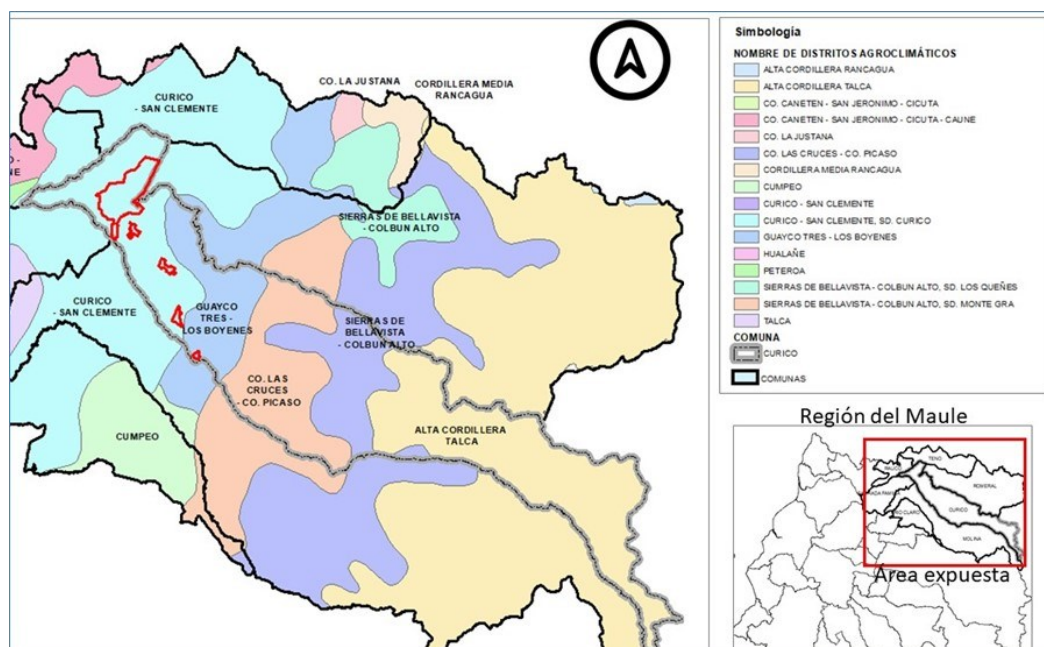 CURICO
- SAN CLEMENTE
CO. LA JUSTANA
CORDILLERA MEDIA
RANCAGUA
NE
SIERRAS DE BELLAVISTA
- COLBUN ALTO
CURICO
- SAN CLEMENTE
GUAYCO
TRES -
LOS BOYENES
SIERRAS DE
BELLAVISTA
- COLBUN ALTO
CO. LAS
CRUCES
- CO. PICASO
CUMPEO
ALTA CORDILLERA
TALCA
Simbología
NOMBRE DE DISTRITOS AGROCLIMÁTICOS
ALTA CORDILLERA RANCAGUA
ALTA CORDILLERA TALCA
CO. CANETEN - SAN JERONIMO - CICUTA
CO. CANETEN - SAN JERONIMO - CICUTA - CAUNE
CO. LA JUSTANA
CO. LAS CRUCES - CO. PICASO
CORDILLERA MEDIA RANCAGUA
CUMPEO
CURICO - SAN CLEMENTE
CURICO - SAN CLEMENTE, SD. CURICO
GUAYCO TRES - LOS BOYENES
HUALAÑE
PETEROA
SIERRAS DE BELLAVISTA - COLBUN ALTO, SD. LOS QUEÑES
SIERRAS DE BELLAVISTA - COLBUN ALTO, SD. MONTE GRA
TALCA
COMUNA
CURICO
COMUNAS
Región del Maule
TENO
ROMERAL
CURICO
MOLINA
Área expuesta